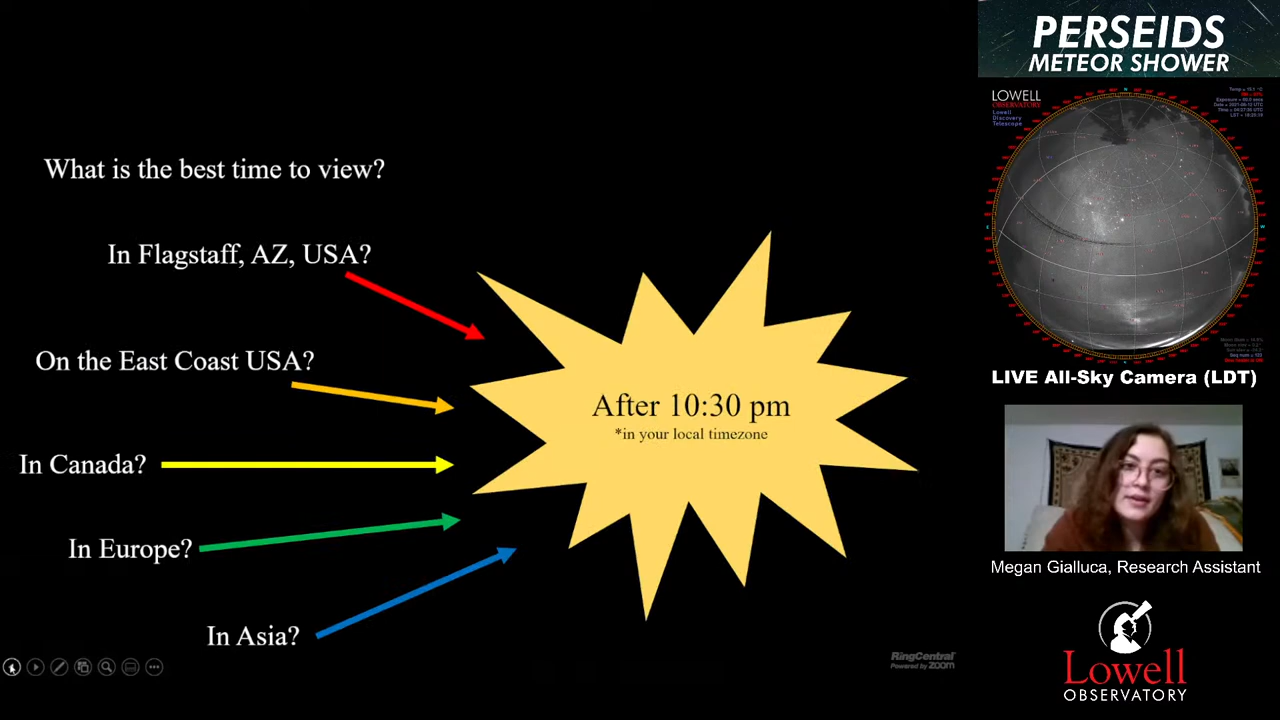 What is the best time to view?
In Flagstaff, AZ, USA?
On the East Coast USA?
In Canada?
In Europe?
In Asia?
After 10:30 pm
*in your local timezone
RingCentral
Powered by zoom
PERSEIDS
METEOR SHOWER
LOWELL
OBSERVATORY
Lowell
Discovery
Telescope
LIVE All-Sky Camera (LDT)
Megan Gialluca, Research Assistant
Lowell
OBSERVATORY